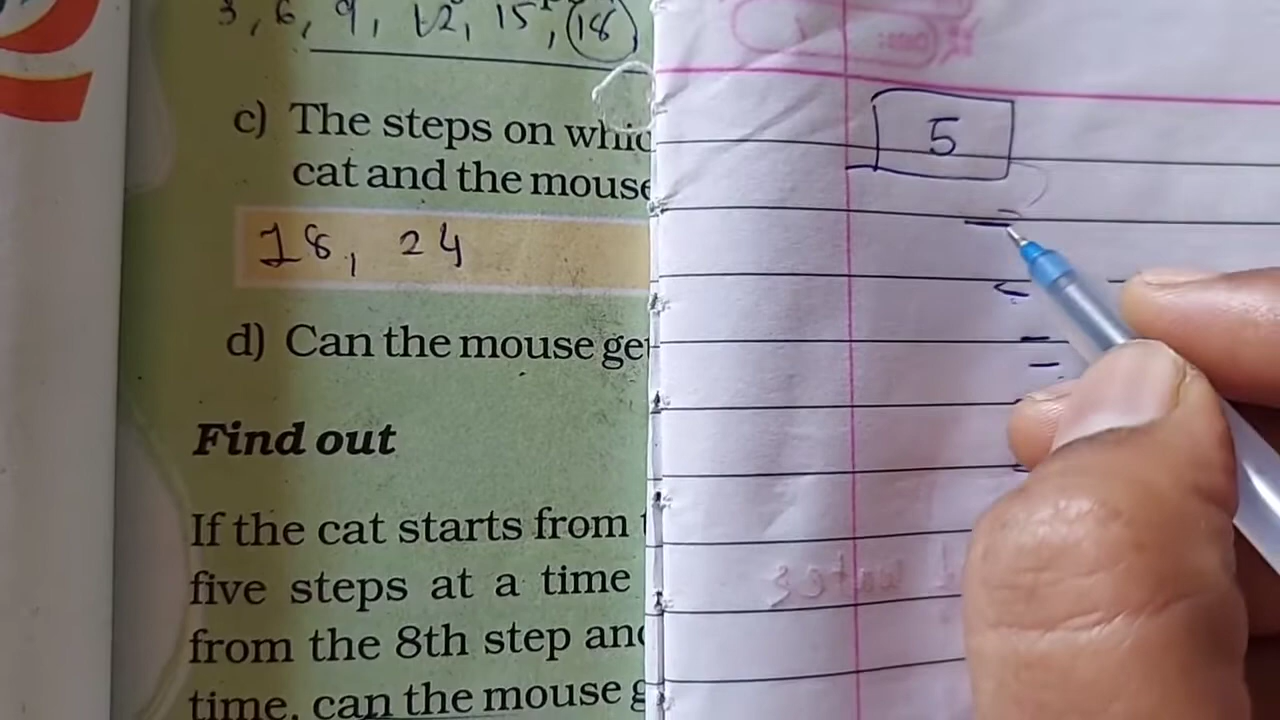 3, 6, 9, 12, 15, 18
c) The steps on whic
cat and the mouse
18, 24
d) Can the mouse ge
Find out
If the cat starts from
five steps at a time
from the 8th step and
time, can the mouse g
5